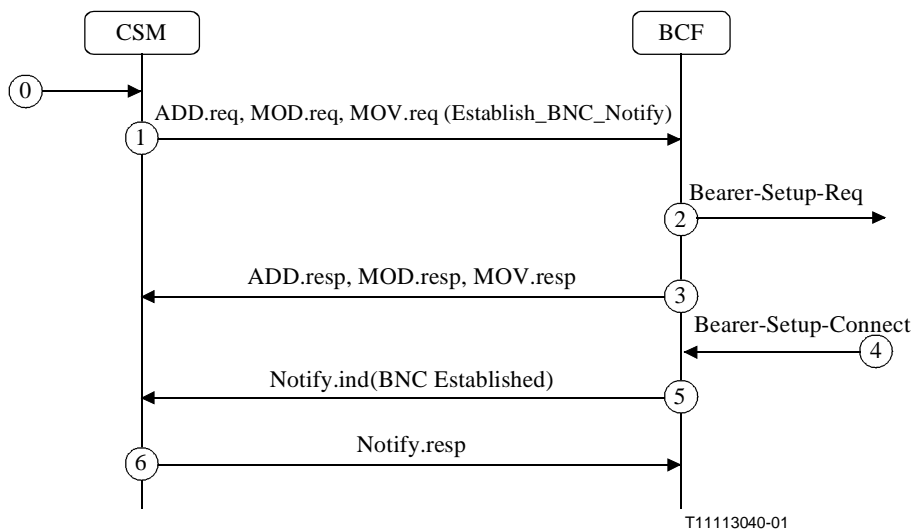 CSM
BCF
0
ADD.req, MOD.req, MOV.req (Establish_BNC_Notify)
1
Bearer-Setup-Req
2
ADD.resp, MOD.resp, MOV.resp
3
Bearer-Setup-Connect
4
Notify.ind(BNC Established)
5
Notify.resp
6
T11113040-01